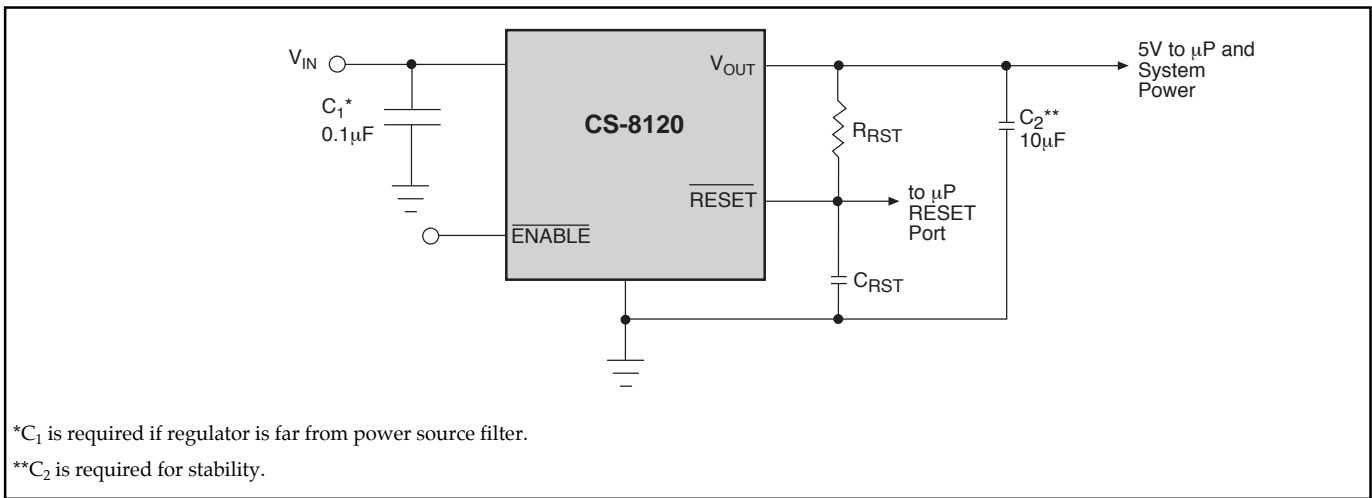 V_IN
C_1*
0.1µF
CS-8120
V_OUT
RESET
ENABLE
R_RST
C_RST
C_2**
10µF
5V to µP and
System
Power
to µP
RESET
Port
*C_1 is required if regulator is far from power source filter.
**C_2 is required for stability.